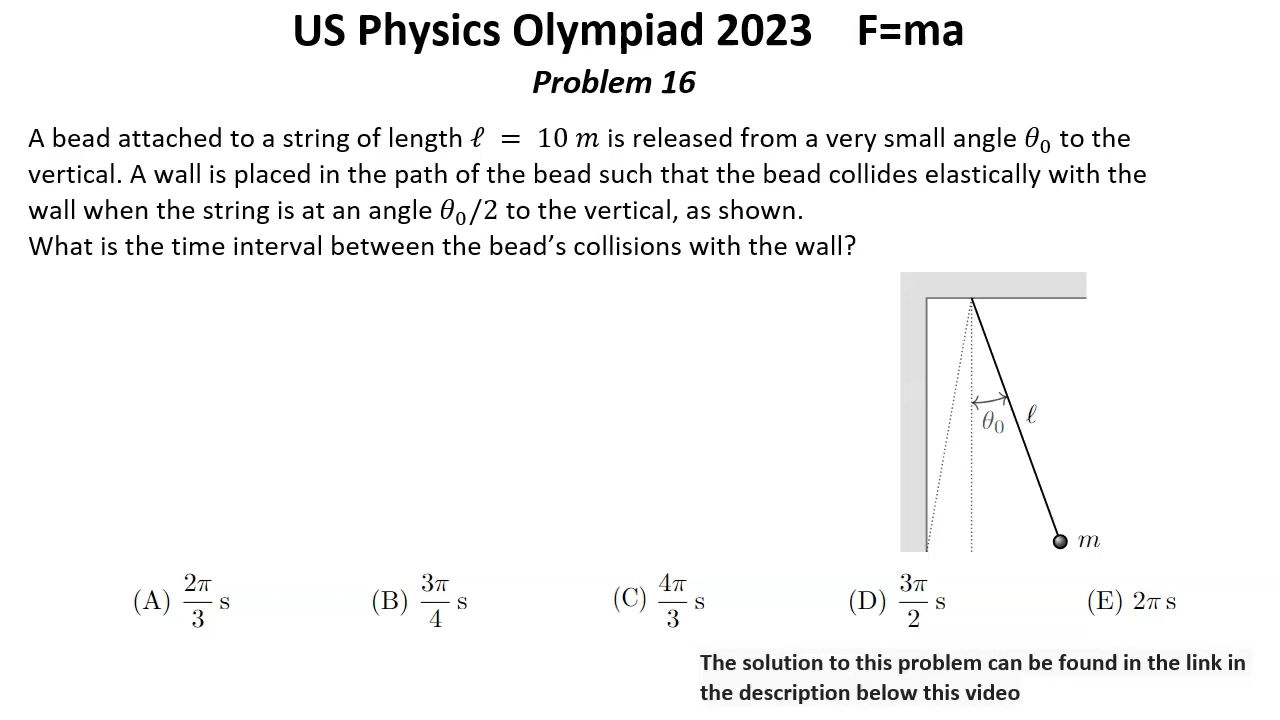 US Physics Olympiad 2023 F=ma
Problem 16
A bead attached to a string of length ℓ = 10 m is released from a very small angle θ₀ to the
vertical. A wall is placed in the path of the bead such that the bead collides elastically with the
wall when the string is at an angle θ₀/2 to the vertical, as shown.
What is the time interval between the bead’s collisions with the wall?
θ₀
ℓ
m
(A) 2π/3 s (B) 3π/4 s (C) 4π/3 s (D) 3π/2 s (E) 2π s
The solution to this problem can be found in the link in
the description below this video